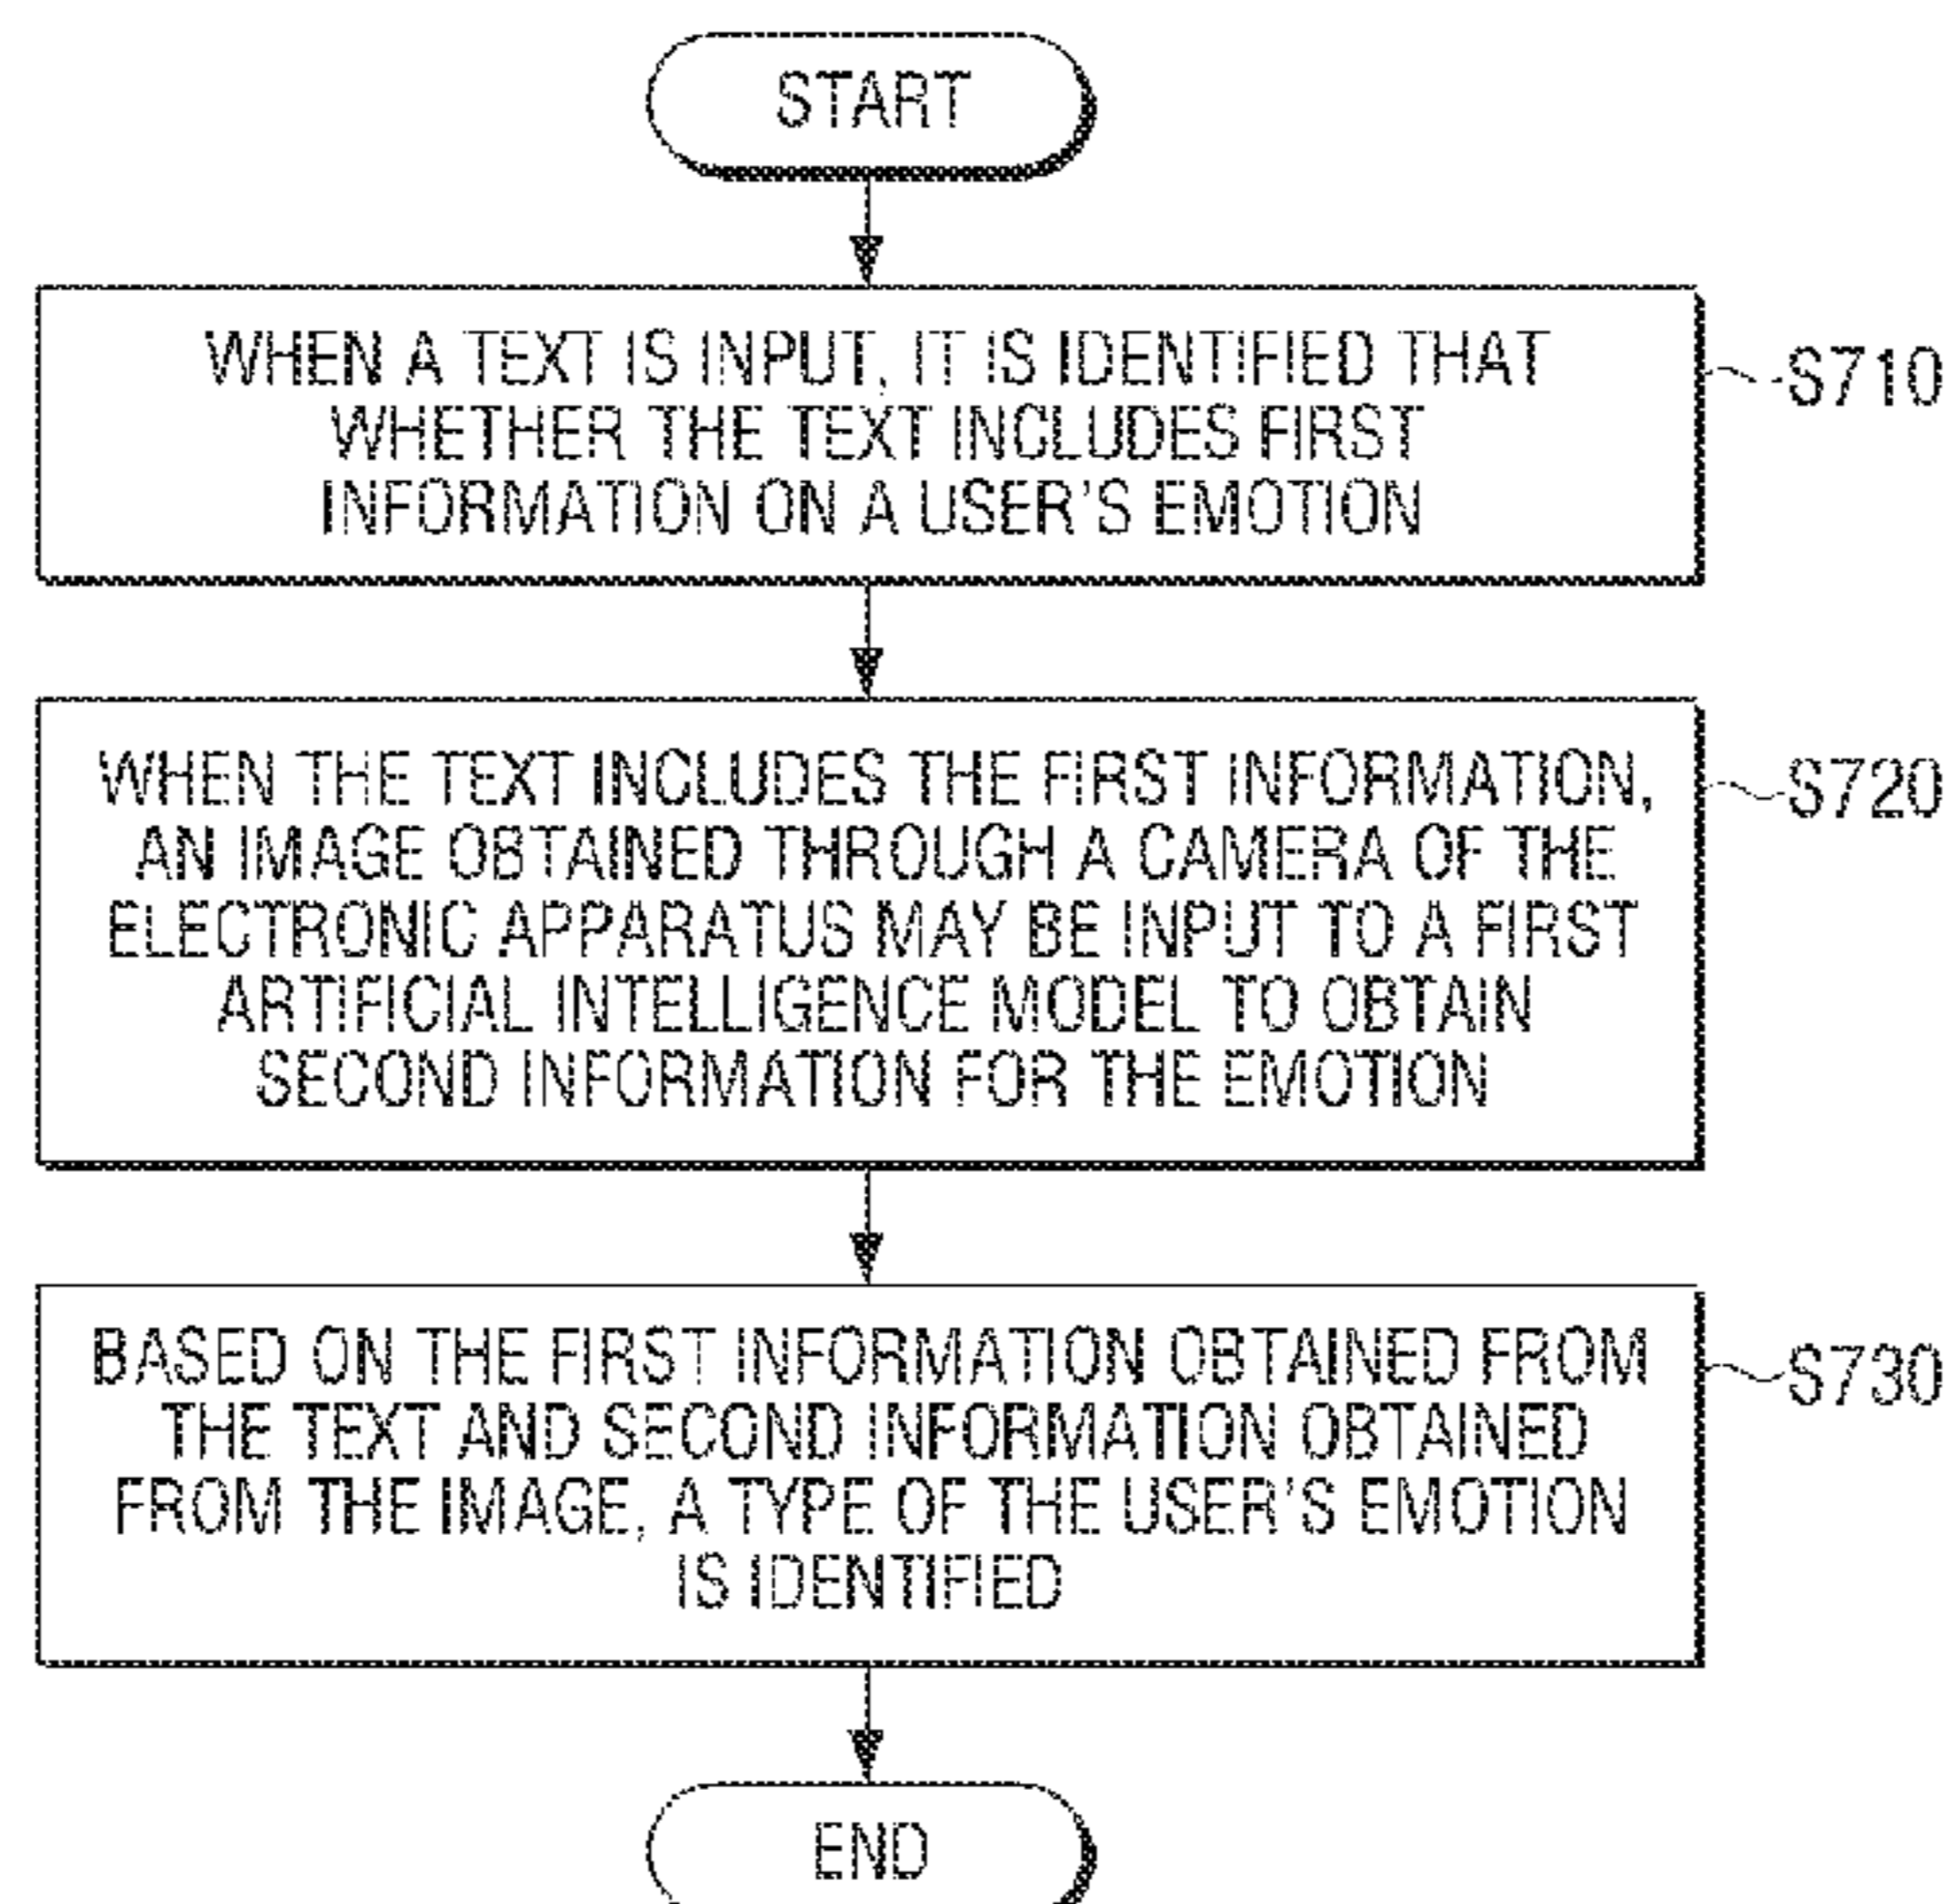 START
WHEN A TEXT IS INPUT, IT IS IDENTIFIED THAT
WHETHER THE TEXT INCLUDES FIRST
INFORMATION ON A USER'S EMOTION
S710
WHEN THE TEXT INCLUDES THE FIRST INFORMATION,
AN IMAGE OBTAINED THROUGH A CAMERA OF THE
ELECTRONIC APPARATUS MAY BE INPUT TO A FIRST
ARTIFICIAL INTELLIGENCE MODEL TO OBTAIN
SECOND INFORMATION FOR THE EMOTION
S720
BASED ON THE FIRST INFORMATION OBTAINED FROM
THE TEXT AND SECOND INFORMATION OBTAINED
FROM THE IMAGE, A TYPE OF THE USER'S EMOTION
IS IDENTIFIED
S730
END